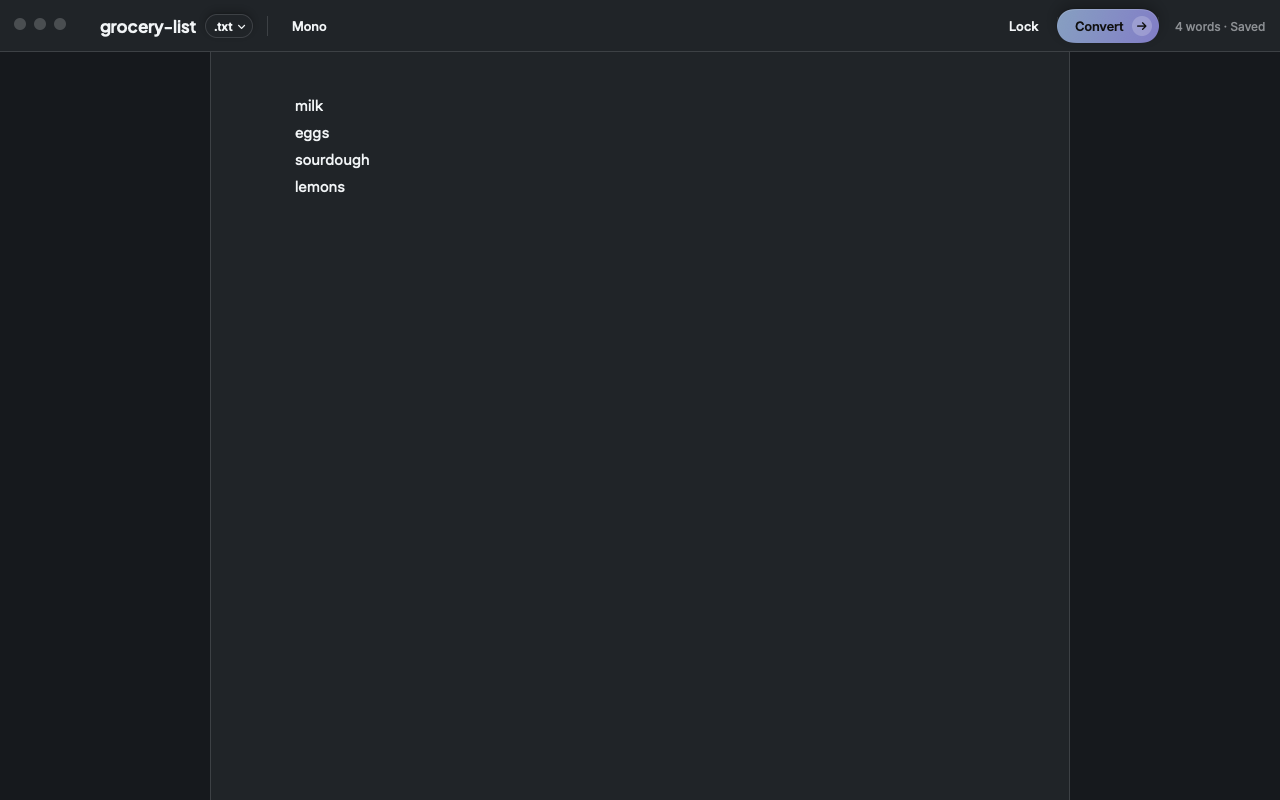 grocery-list .txt Mono Lock Convert 4 words · Saved
milk
eggs
sourdough
lemons